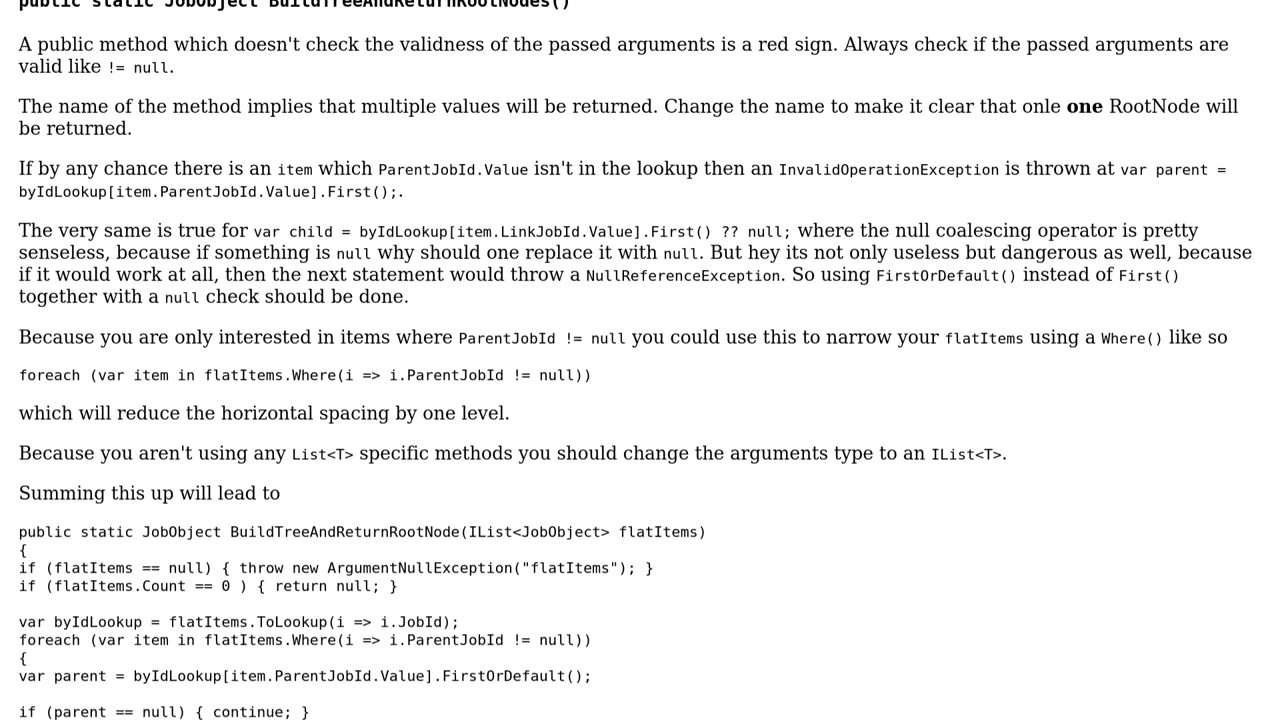 public static JobObject BuildTreeAndReturnRootNodes()
A public method which doesn't check the validness of the passed arguments is a red sign. Always check if the passed arguments are
valid like != null.
The name of the method implies that multiple values will be returned. Change the name to make it clear that onle one RootNode will
be returned.
If by any chance there is an item which ParentJobId.Value isn't in the lookup then an InvalidOperationException is thrown at var parent =
byIdLookup[item.ParentJobId.Value].First();.
The very same is true for var child = byIdLookup[item.LinkJobId.Value].First() ?? null; where the null coalescing operator is pretty
senseless, because if something is null why should one replace it with null. But hey its not only useless but dangerous as well, because
if it would work at all, then the next statement would throw a NullReferenceException. So using FirstOrDefault() instead of First()
together with a null check should be done.
Because you are only interested in items where ParentJobId != null you could use this to narrow your flatItems using a Where() like so
foreach (var item in flatItems.Where(i => i.ParentJobId != null))
which will reduce the horizontal spacing by one level.
Because you aren't using any List<T> specific methods you should change the arguments type to an IList<T>.
Summing this up will lead to
public static JobObject BuildTreeAndReturnRootNode(IList<JobObject> flatItems)
{
if (flatItems == null) { throw new ArgumentNullException("flatItems"); }
if (flatItems.Count == 0 ) { return null; }
var byIdLookup = flatItems.ToLookup(i => i.JobId);
foreach (var item in flatItems.Where(i => i.ParentJobId != null))
{
var parent = byIdLookup[item.ParentJobId.Value].FirstOrDefault();
if (parent == null) { continue; }